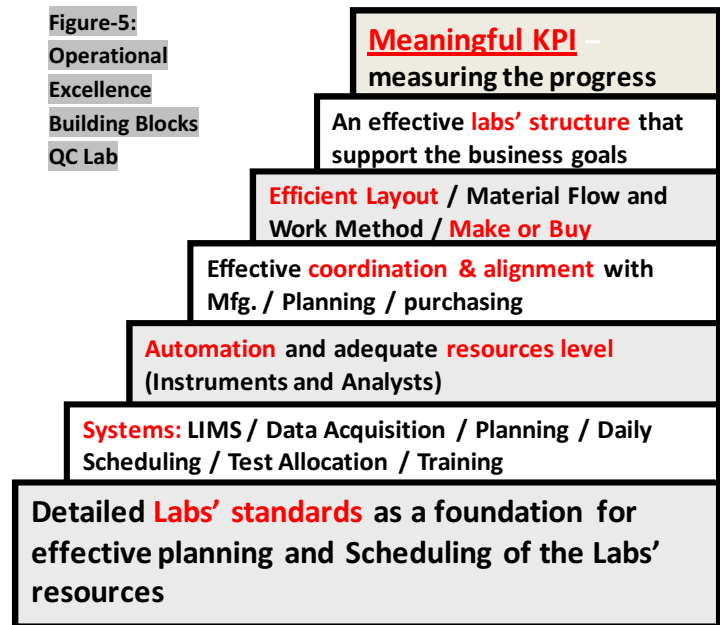 Figure-5:
Operational
Excellence
Building Blocks
QC Lab
Meaningful KPI –
measuring the progress
An effective labs’ structure that
support the business goals
Efficient Layout / Material Flow and
Work Method / Make or Buy
Effective coordination & alignment with
Mfg. / Planning / purchasing
Automation and adequate resources level
(Instruments and Analysts)
Systems: LIMS / Data Acquisition / Planning / Daily
Scheduling / Test Allocation / Training
Detailed Labs’ standards as a foundation for
effective planning and Scheduling of the Labs’
resources